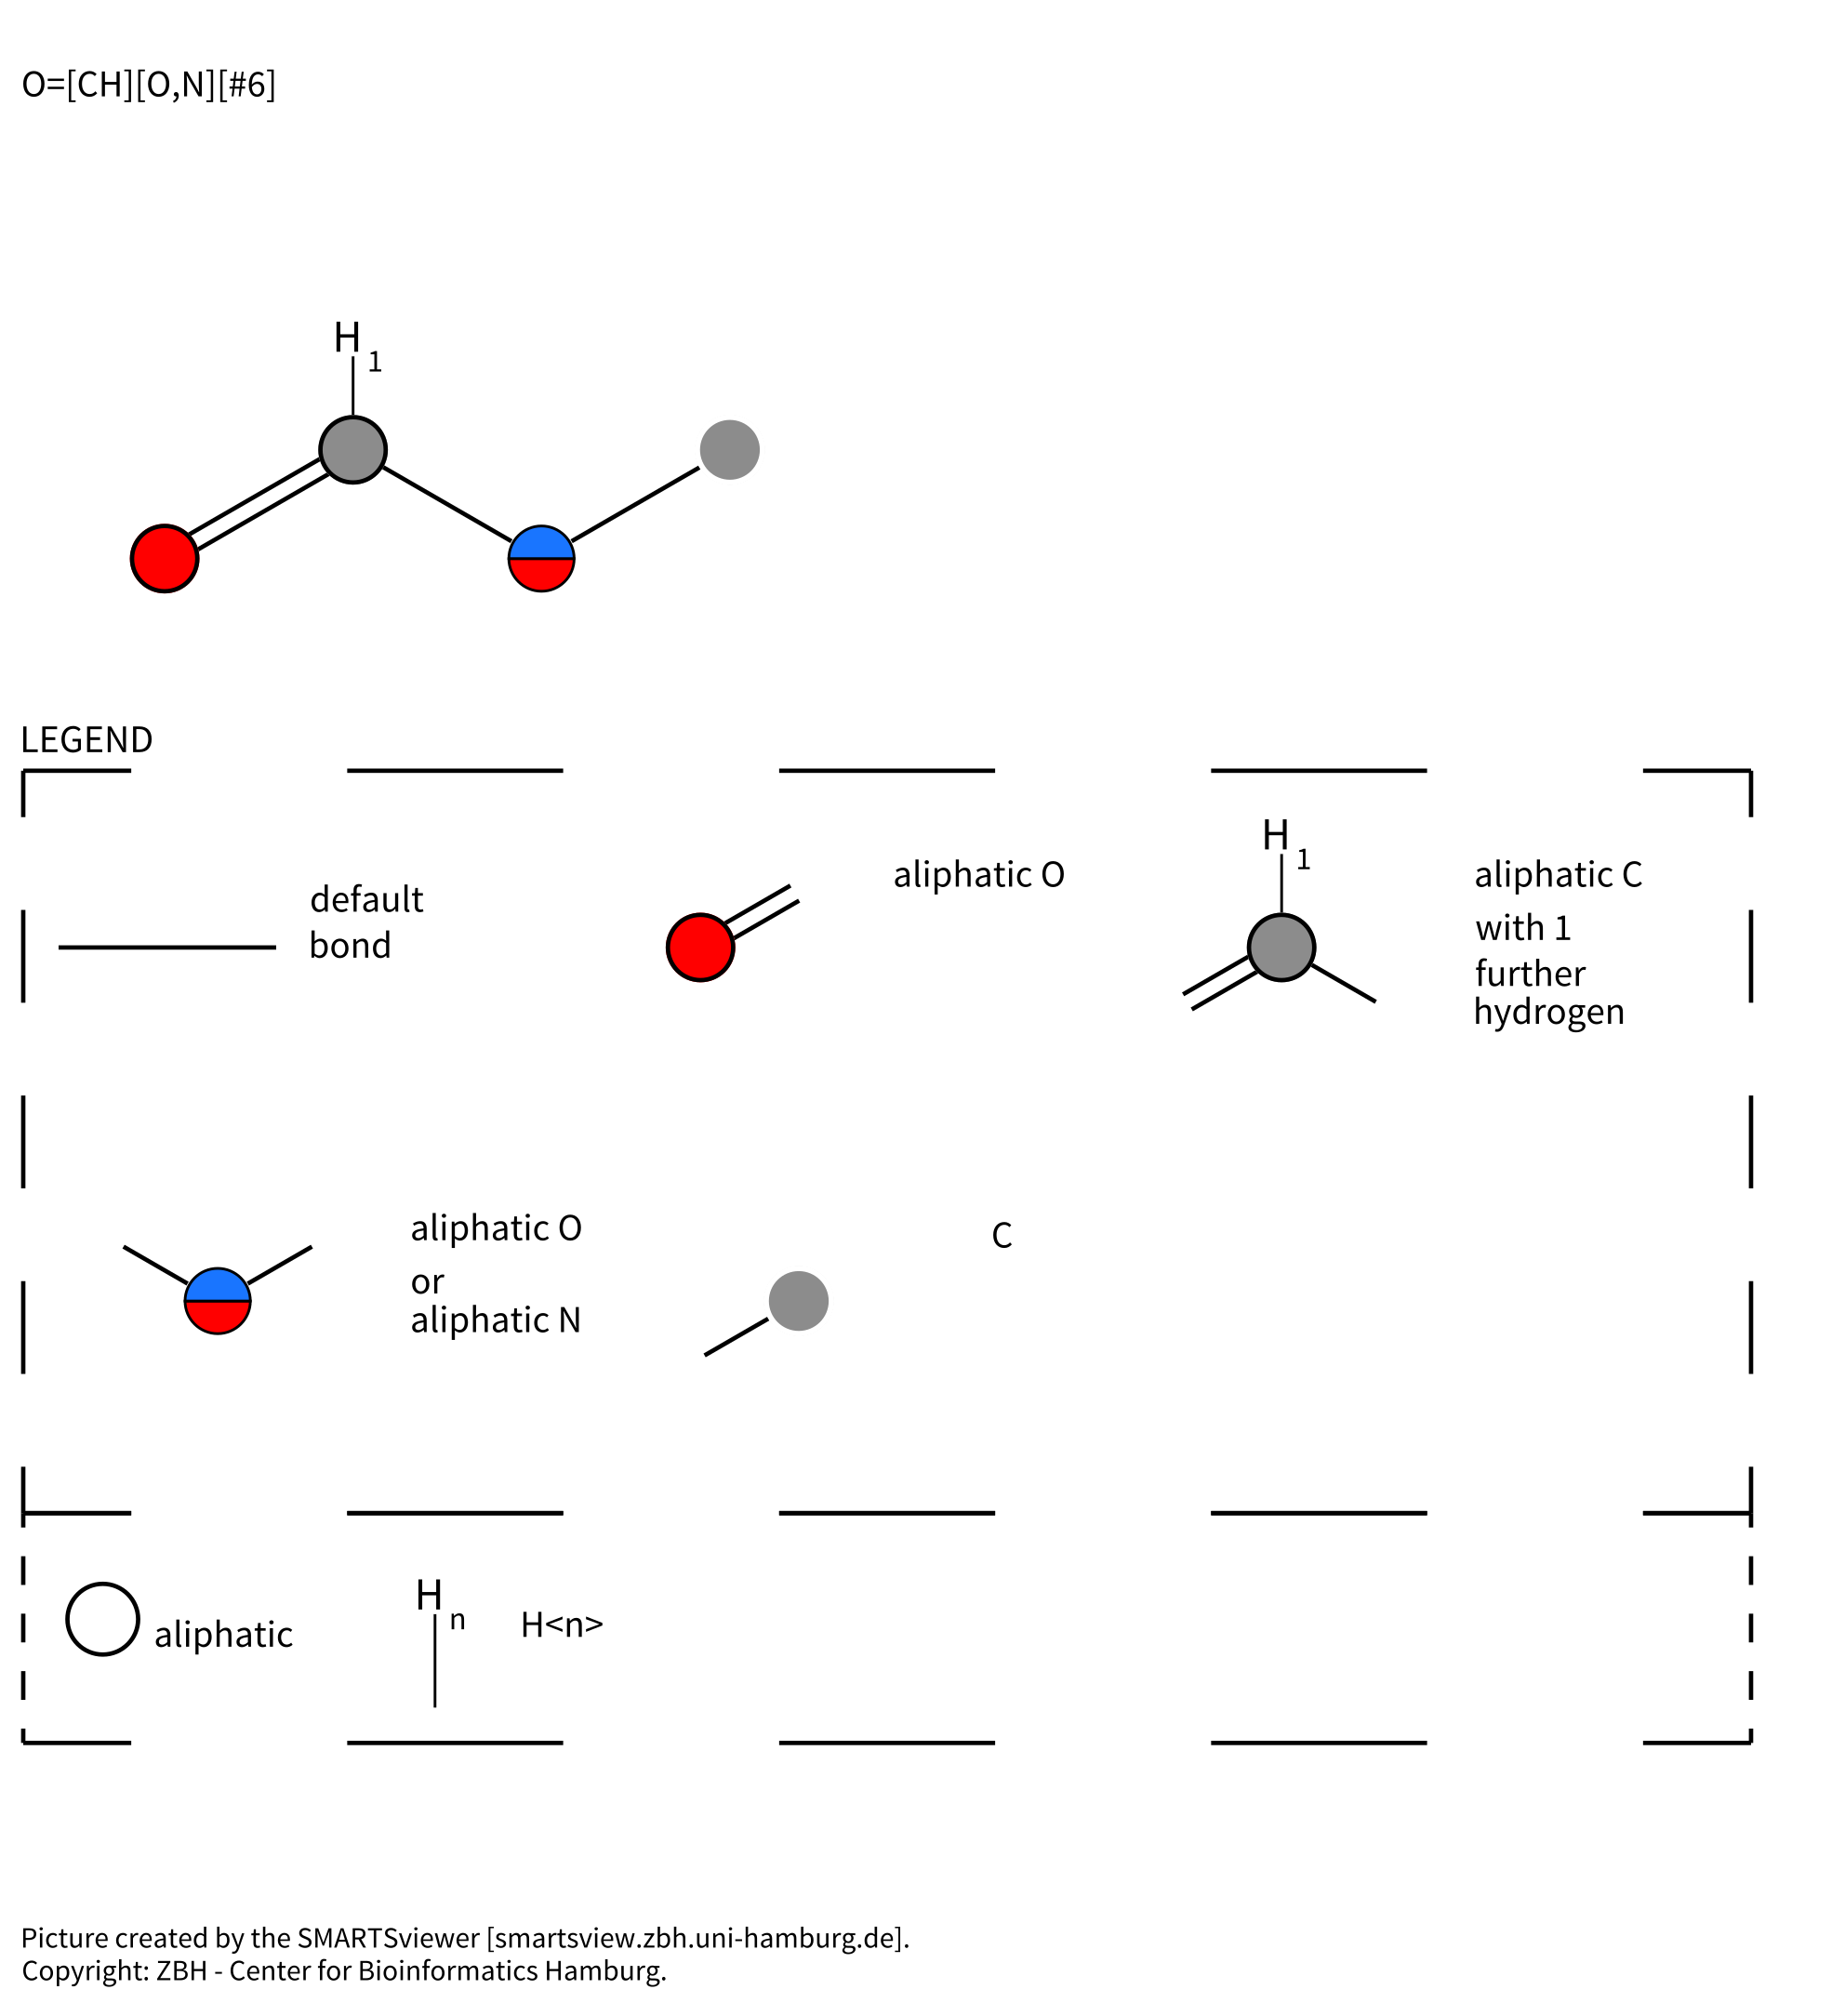 O=[CH][O,N][#6]
H
1
LEGEND
default
bond
aliphatic O
H
1
aliphatic C
with 1
further
hydrogen
aliphatic O
or
aliphatic N
C
aliphatic
H
n
H<n>
Picture created by the SMARTSviewer [smartsview.zbh.uni-hamburg.de].
Copyright: ZBH - Center for Bioinformatics Hamburg.